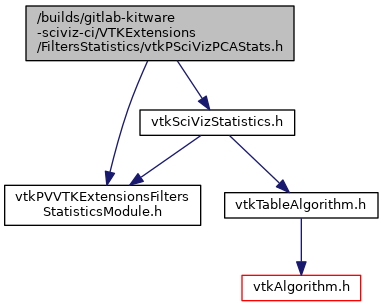 /builds/gitlab-kitware
-sciviz-ci/VTKExtensions
/FiltersStatistics/vtkPSciVizPCAStats.h
vtkSciVizStatistics.h
vtkPVVTKExtensionsFilters
StatisticsModule.h
vtkTableAlgorithm.h
vtkAlgorithm.h